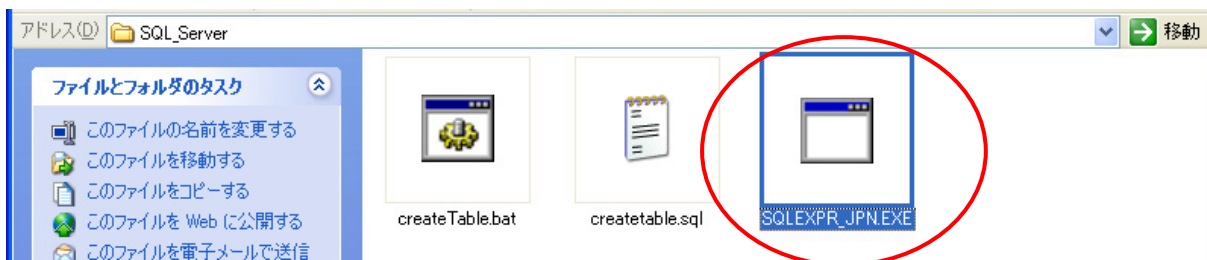 アドレス(D) SQL_Server 移動
ファイルとフォルダのタスク
このファイルの名前を変更する
このファイルを移動する
このファイルをコピーする
このファイルを Web に公開する
このファイルを電子メールで送信
createTable.bat createtable.sql SQLEXPR_JPN.EXE